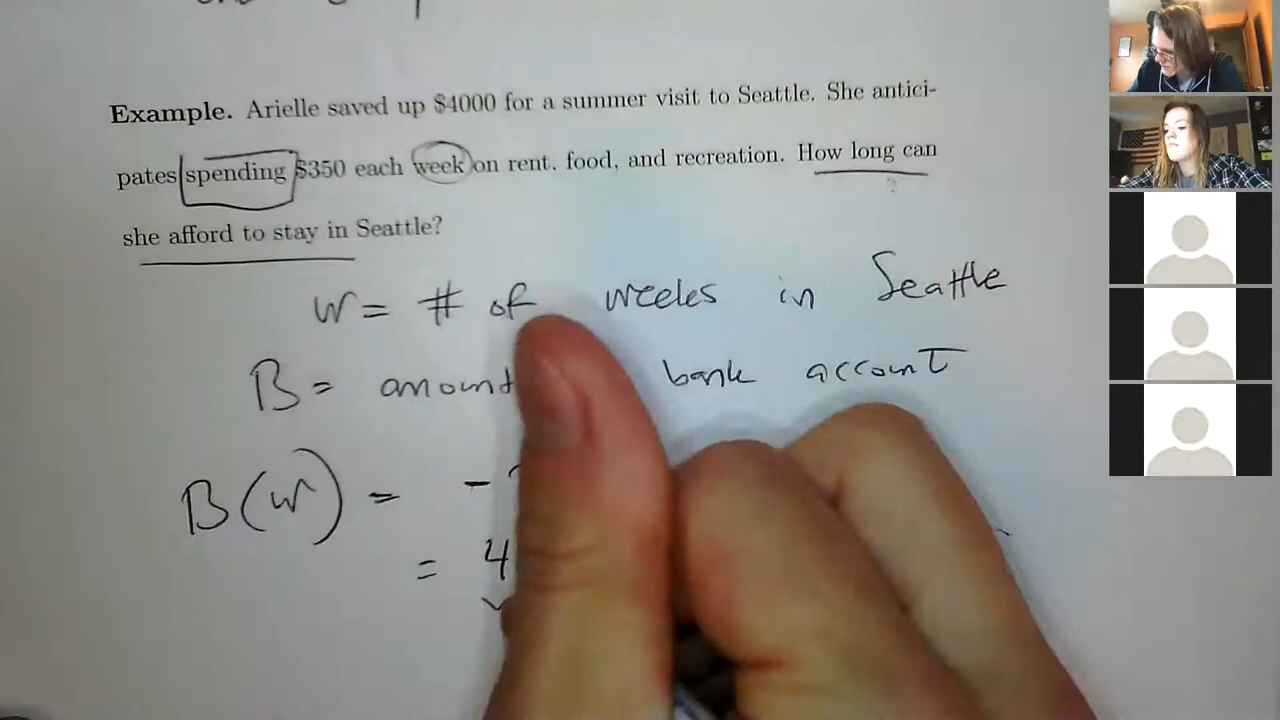 Example. Arielle saved up $4000 for a summer visit to Seattle. She antici-
pates spending $350 each week on rent, food, and recreation. How long can
she afford to stay in Seattle?
w = # of weeks in Seattle
B = amount bank account
B(w) = -
= 4